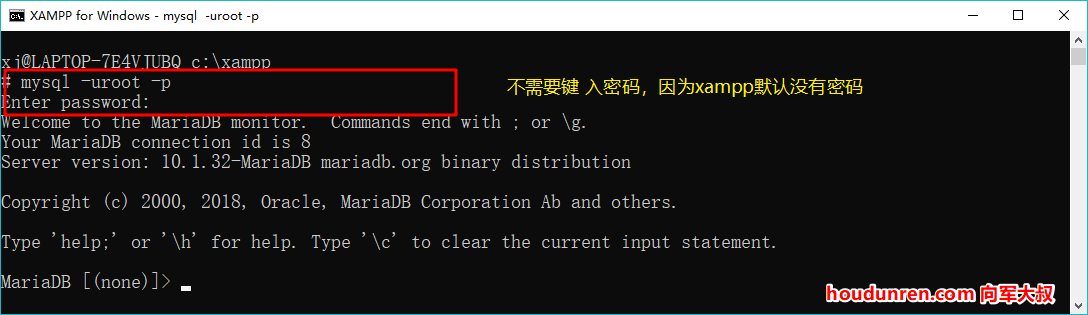 XAMPP for Windows - mysql  -uroot -p
xj@LAPTOP-7E4VJUBQ c:\xampp
# mysql -uroot -p
Enter password:
不需要键 入密码，因为xampp默认没有密码
Welcome to the MariaDB monitor.  Commands end with ; or \g.
Your MariaDB connection id is 8
Server version: 10.1.32-MariaDB mariadb.org binary distribution
Copyright (c) 2000, 2018, Oracle, MariaDB Corporation Ab and others.
Type 'help;' or '\h' for help. Type '\c' to clear the current input statement.
MariaDB [(none)]>
houdunren.com 向军大叔